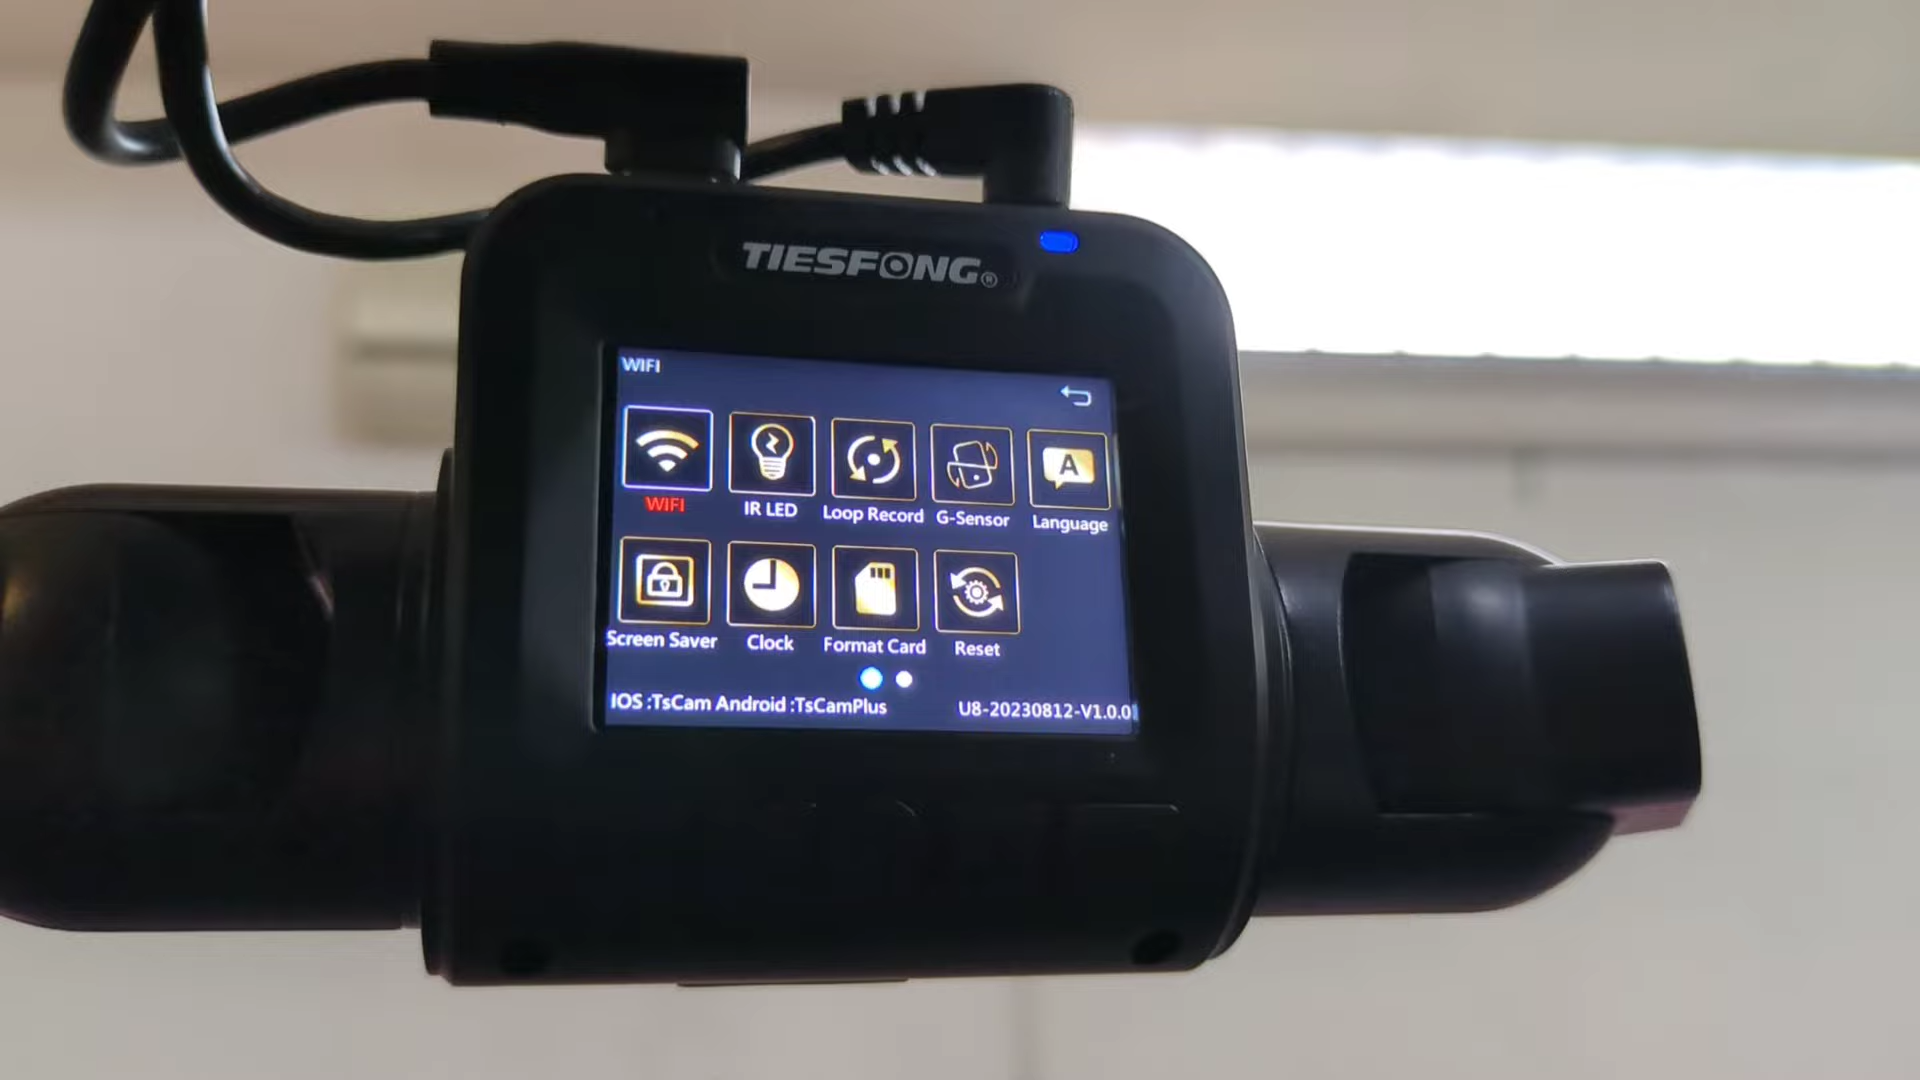 TIESFONG®
WIFI
WIFI
IR LED
Loop Record
G-Sensor
A
Language
Screen Saver
Clock
Format Card
Reset
IOS :TsCam Android :TsCamPlus
U8-20230812-V1.0.0